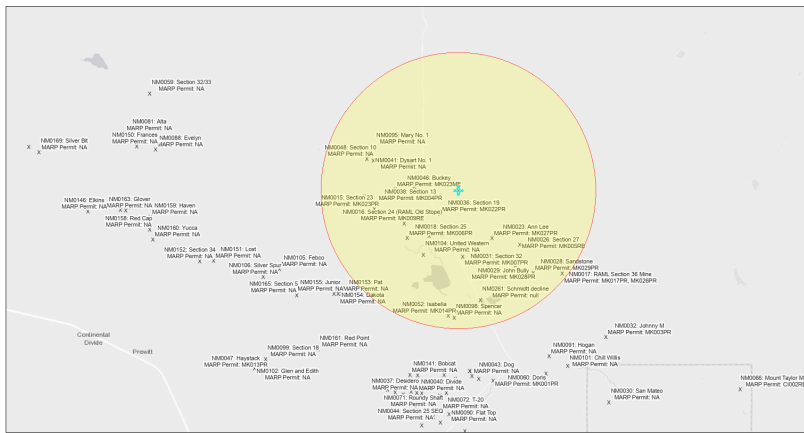 NM0059: Section 32/33
MARP Permit: NA
NM0081: Alta
MARP Permit: NA
NM0150: Frances
MARP Permit: NA
NM0088: Evelyn
MARP Permit: NA
NM0169: Silver Bit
MARP Permit: NA
NM0095: Mary No. 1
MARP Permit: NA
NM0048: Section 10
MARP Permit: NA
NM0041: Dysart No. 1
MARP Permit: NA
NM0046: Buckey
MARP Permit: MK023ME
NM0038: Section 13
MARP Permit: MK004PR
NM0015: Section 23
MARP Permit: MK023PR
NM0036: Section 19
MARP Permit: MK022PR
NM0016: Section 24 (RAML Old Stope)
MARP Permit: MK009RE
NM0146: Elkins
MARP Permit: NA
NM0163: Glover
MARP Permit: NA
NM0159: Haven
MARP Permit: NA
NM0158: Red Cap
MARP Permit: NA
NM0160: Yucca
MARP Permit: NA
NM0018: Section 25
MARP Permit: MK006PR
NM0023: Ann Lee
MARP Permit: MK027PR
NM0026: Section 27
MARP Permit: MK005RE
NM0104: United Western
MARP Permit: NA
NM0152: Section 34
MARP Permit: NA
NM0151: Lost
MARP Permit: NA
NM0105: Febco
MARP Permit: NA
NM0106: Silver Spur
MARP Permit: NA
NM0031: Section 32
MARP Permit: MK007PR
NM0028: Sandstone
MARP Permit: MK029PR
NM0029: John Bully
MARP Permit: MK028PR
NM0017: RAML Section 36 Mine
MARP Permit: MK017PR, MK026PR
NM0165: Section 5
MARP Permit: NA
NM0155: Junior
MARP Permit: NA
NM0153: Pat
MARP Permit: NA
NM0154: Dakota
MARP Permit: NA
NM0261: Schmidt decline
MARP Permit: null
NM0052: Isabella
MARP Permit: MK014PR
NM0098: Spencer
MARP Permit: NA
NM0032: Johnny M
MARP Permit: MK003PR
Continental
Divide
Prewitt
NM0161: Red Point
MARP Permit: NA
NM0099: Section 18
MARP Permit: NA
NM0047: Haystack
MARP Permit: MK013PR
NM0102: Glen and Edith
MARP Permit: NA
NM0091: Hogan
MARP Permit: NA
NM0101: Chill Willis
MARP Permit: NA
NM0141: Bobcat
MARP Permit: NA
NM0043: Dog
MARP Permit: NA
NM0060: Doris
MARP Permit: MK001PR
NM0037: Desidero
MARP Permit: NA
NM0040: Divide
MARP Permit: NA
NM0066: Mount Taylor M
MARP Permit: CI002RE
NM0030: San Mateo
MARP Permit: NA
NM0071: Roundy Shaft
MARP Permit: NA
NM0072: T-20
MARP Permit: NA
NM0044: Section 25 SEQ
MARP Permit: NA
NM0090: Flat Top
MARP Permit: NA